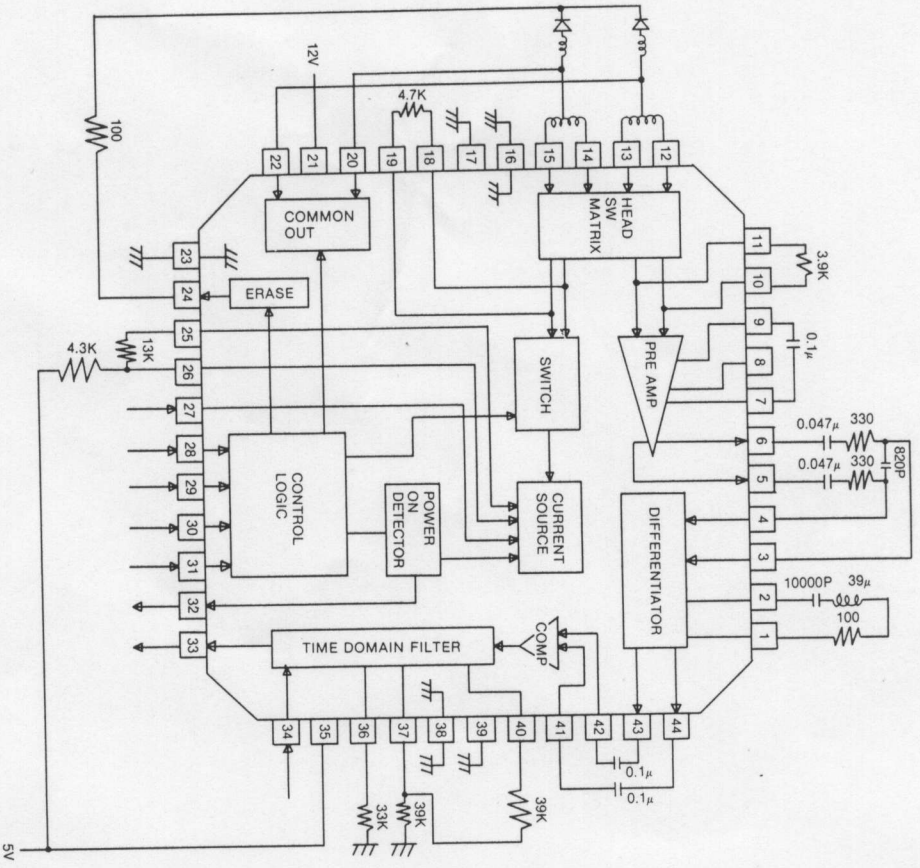 100
12V
4.7K
22
21
20
19
18
17
16
15
14
13
12
COMMON
OUT
HEAD
SW
MATRIX
11
3.9K
10
9
0.1μ
8
7
PRE AMP
23
24
ERASE
25
13K
4.3K
26
27
28
29
30
31
32
33
SWITCH
CONTROL
LOGIC
POWER
ON
DETECTOR
CURRENT
SOURCE
6
0.047μ
330
820P
5
0.047μ
330
4
3
DIFFERENTIATOR
10000P
39μ
2
100
1
TIME DOMAIN FILTER
COMP
34
35
36
37
38
39
40
41
42
43
44
0.1μ
0.1μ
33K
39K
39K
5V